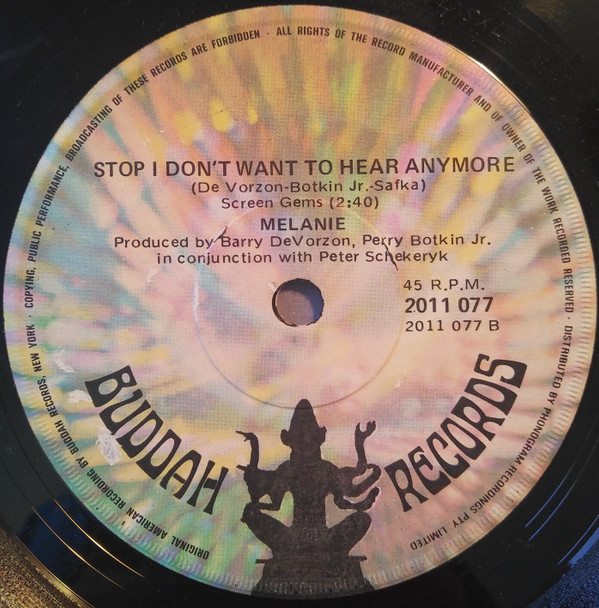 STOP I DON'T WANT TO HEAR ANYMORE
(De Vorzon-Botkin Jr.-Safka)
Screen Gems (2:40)
MELANIE
Produced by Barry DeVorzon, Perry Botkin Jr.
in conjunction with Peter Schekeryk
45 R.P.M.
2011 077
2011 077 B
BUDDAH RECORDS
ORIGINAL AMERICAN RECORDING BY BUDDAH RECORDS, NEW YORK · COPYING, PUBLIC PERFORMANCE, BROADCASTING OF THESE RECORDS ARE FORBIDDEN · ALL RIGHTS OF THE RECORD MANUFACTURER AND OF OWNER OF THE WORK RECORDED RESERVED · DISTRIBUTED BY PHONOGRAM RECORDINGS PTY. LIMITED